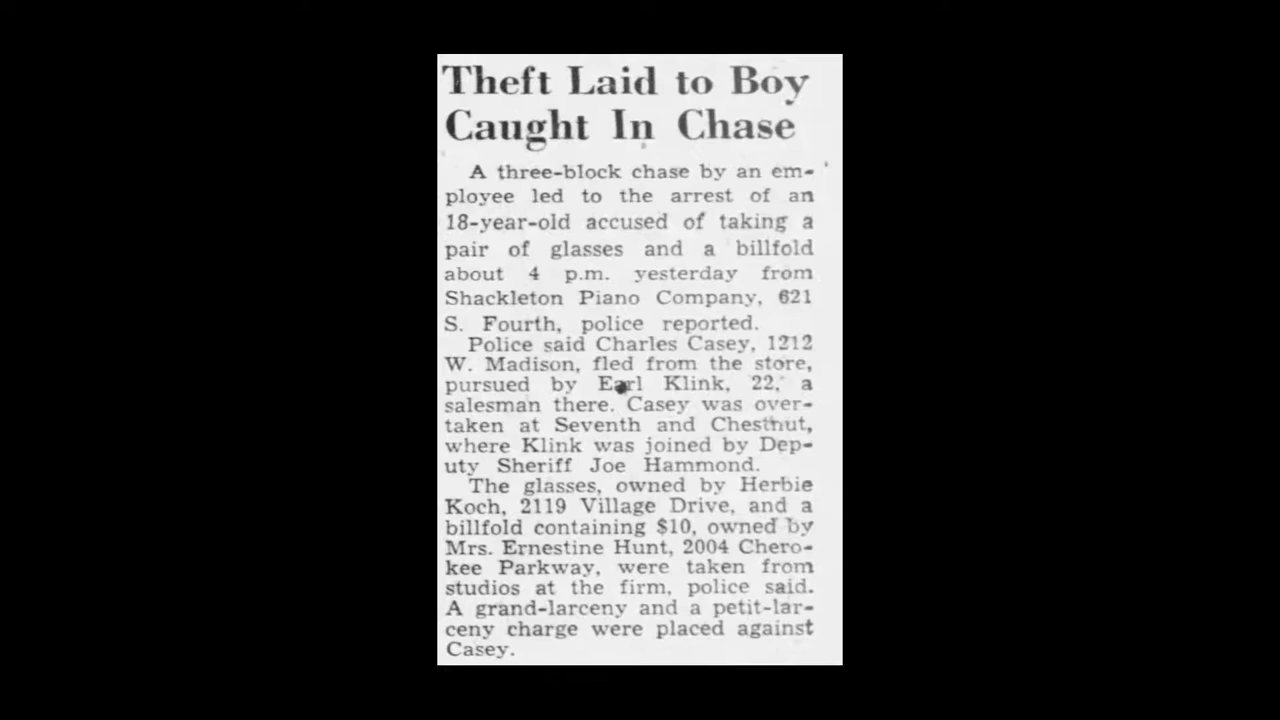 Theft Laid to Boy
Caught In Chase
A three-block chase by an em-
ployee led to the arrest of an
18-year-old accused of taking a
pair of glasses and a billfold
about 4 p.m. yesterday from
Shackleton Piano Company, 621
S. Fourth, police reported.
Police said Charles Casey, 1212
W. Madison, fled from the store,
pursued by Earl Klink, 22, a
salesman there. Casey was over-
taken at Seventh and Chestnut,
where Klink was joined by Dep-
uty Sheriff Joe Hammond.
The glasses, owned by Herbie
Koch, 2119 Village Drive, and a
billfold containing $10, owned by
Mrs. Ernestine Hunt, 2004 Chero-
kee Parkway, were taken from
studios at the firm, police said.
A grand-larceny and a petit-lar-
ceny charge were placed against
Casey.